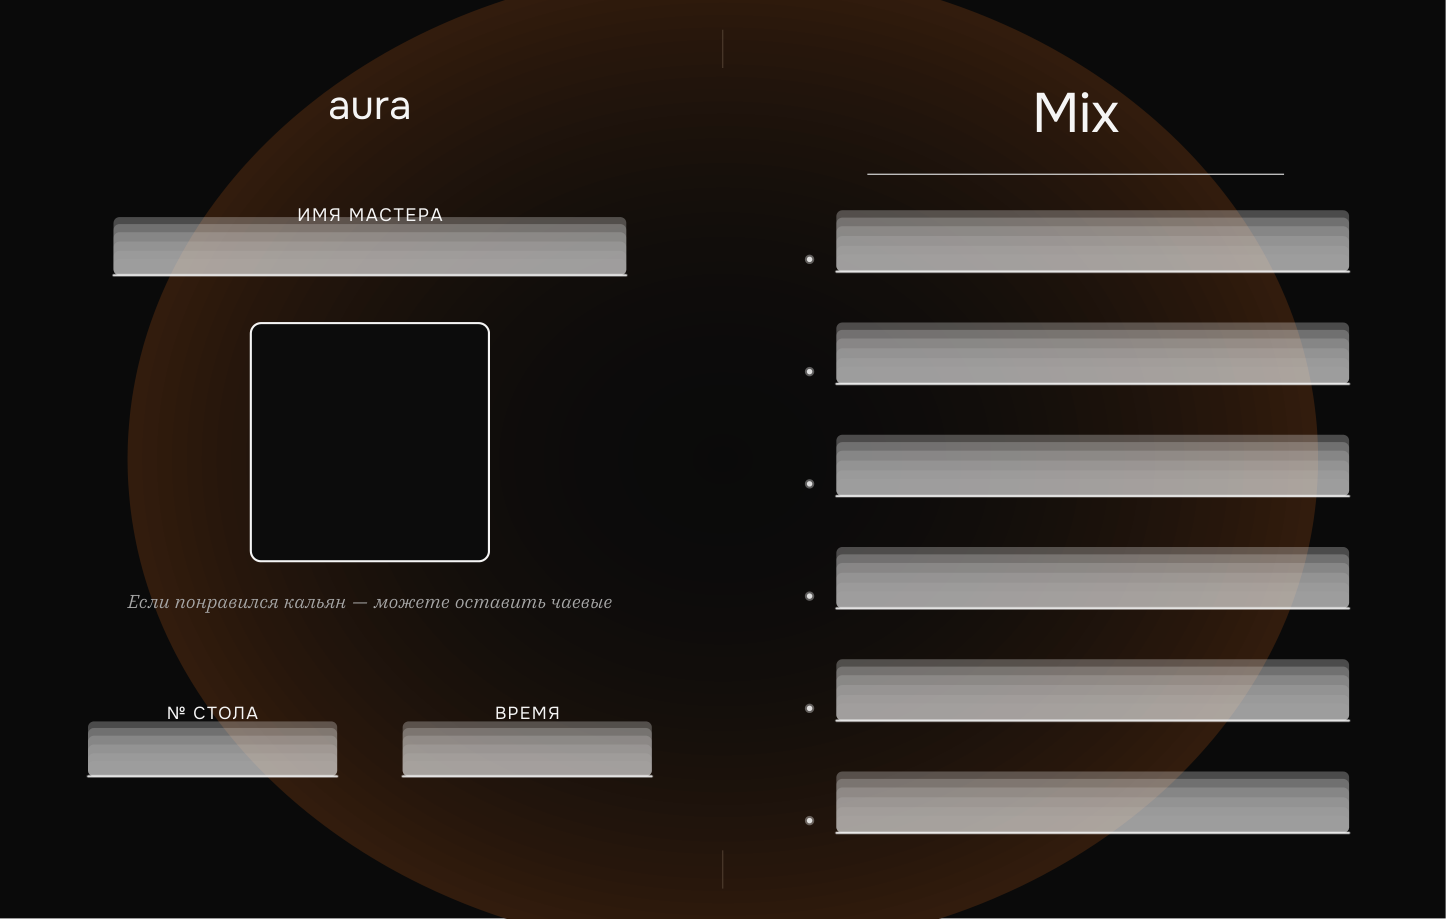 aura
ИМЯ МАСТЕРА
Если понравился кальян — можете оставить чаевые
№ СТОЛА
ВРЕМЯ
Mix